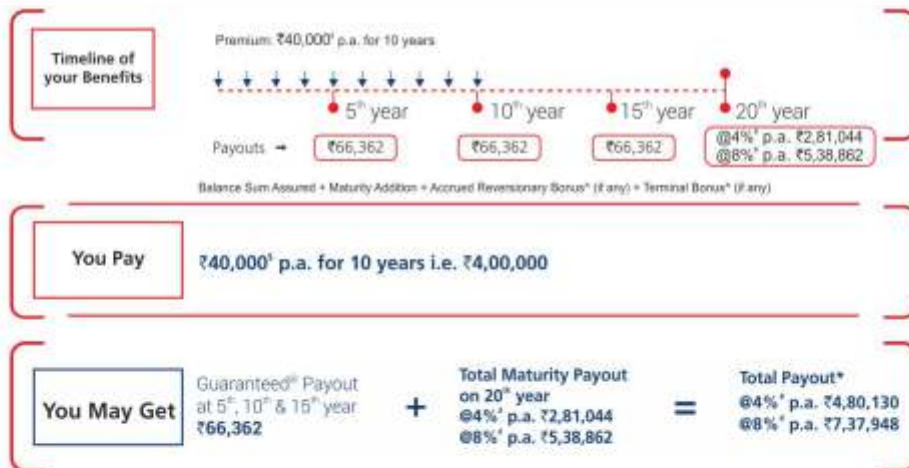 Timeline of
your Benefits
Premium: ₹40,000$ p.a. for 10 years
5th year
10th year
15th year
20th year
Payouts → ₹66,362 ₹66,362 ₹66,362
@4%# p.a. ₹2,81,044
@8%# p.a. ₹5,38,862
Balance Sum Assured + Maturity Addition + Accrued Reversionary Bonus^ (if any) + Terminal Bonus^ (if any)
You Pay
₹40,000$ p.a. for 10 years i.e. ₹4,00,000
You May Get
Guaranteed@ Payout
at 5th, 10th & 15th year
₹66,362
+
Total Maturity Payout
on 20th year
@4%# p.a. ₹2,81,044
@8%# p.a. ₹5,38,862
=
Total Payout*
@4%# p.a. ₹4,80,130
@8%# p.a. ₹7,37,948